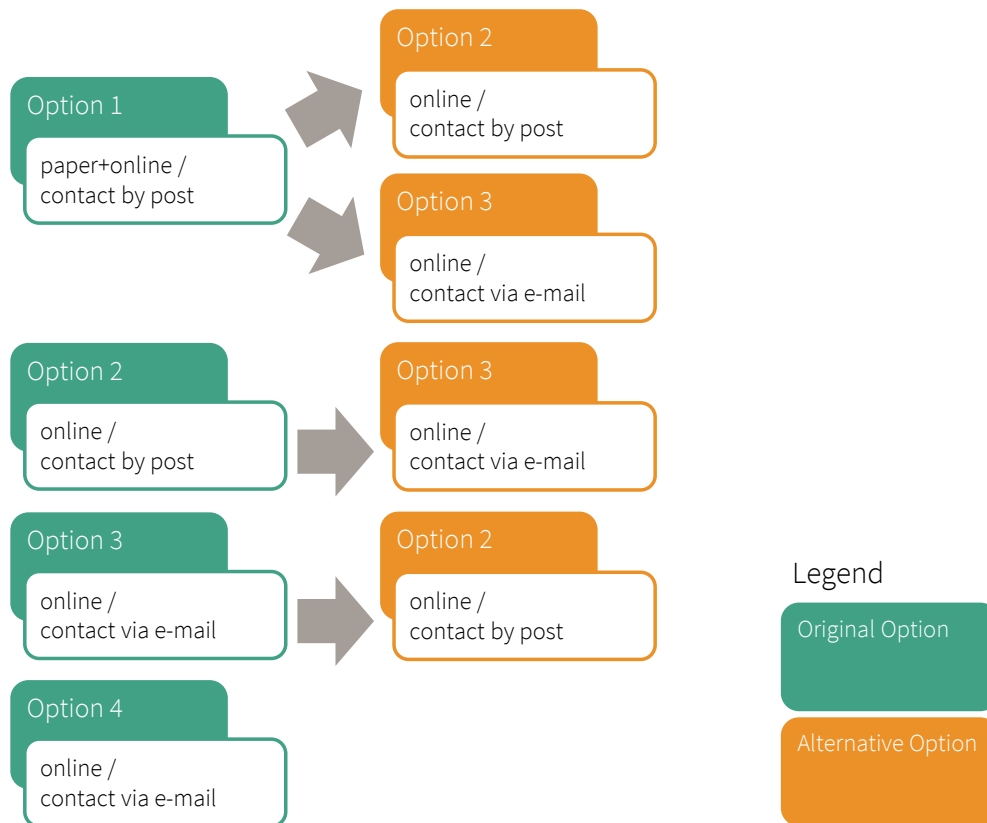 Option 1
paper+online /
contact by post
Option 2
online /
contact by post
Option 3
online /
contact via e-mail
Option 2
online /
contact by post
Option 3
online /
contact via e-mail
Option 3
online /
contact via e-mail
Option 2
online /
contact by post
Option 4
online /
contact via e-mail
Legend
Original Option
Alternative Option